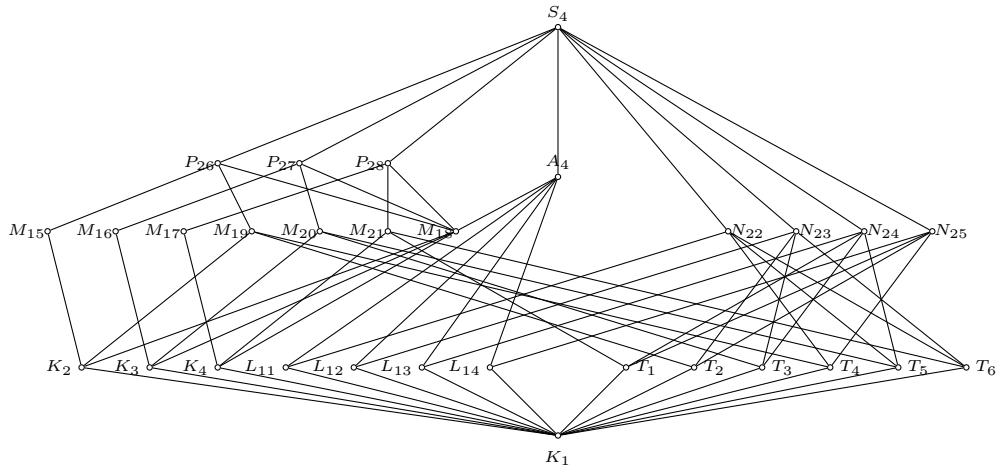 S4
P26 P27 P28 A4
M15 M16 M17 M19 M20 M21 M18 N22 N23 N24 N25
K2 K3 K4 L11 L12 L13 L14 T1 T2 T3 T4 T5 T6
K1